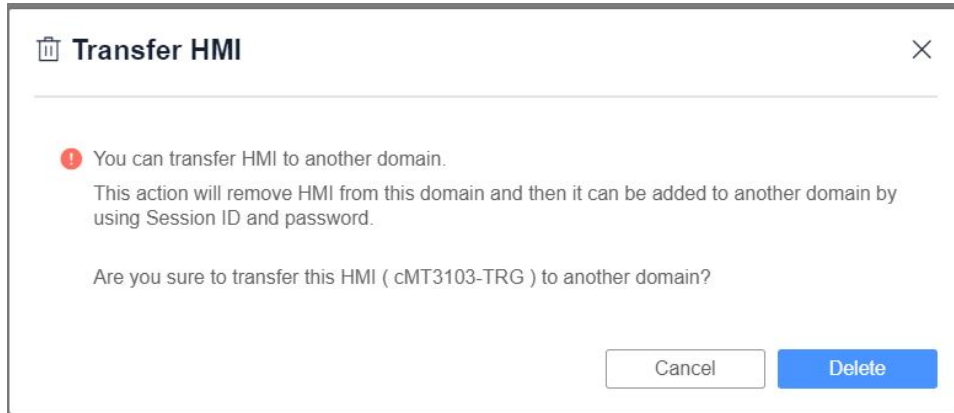 Transfer HMI
You can transfer HMI to another domain.
This action will remove HMI from this domain and then it can be added to another domain by
using Session ID and password.
Are you sure to transfer this HMI ( cMT3103-TRG ) to another domain?
Cancel
Delete